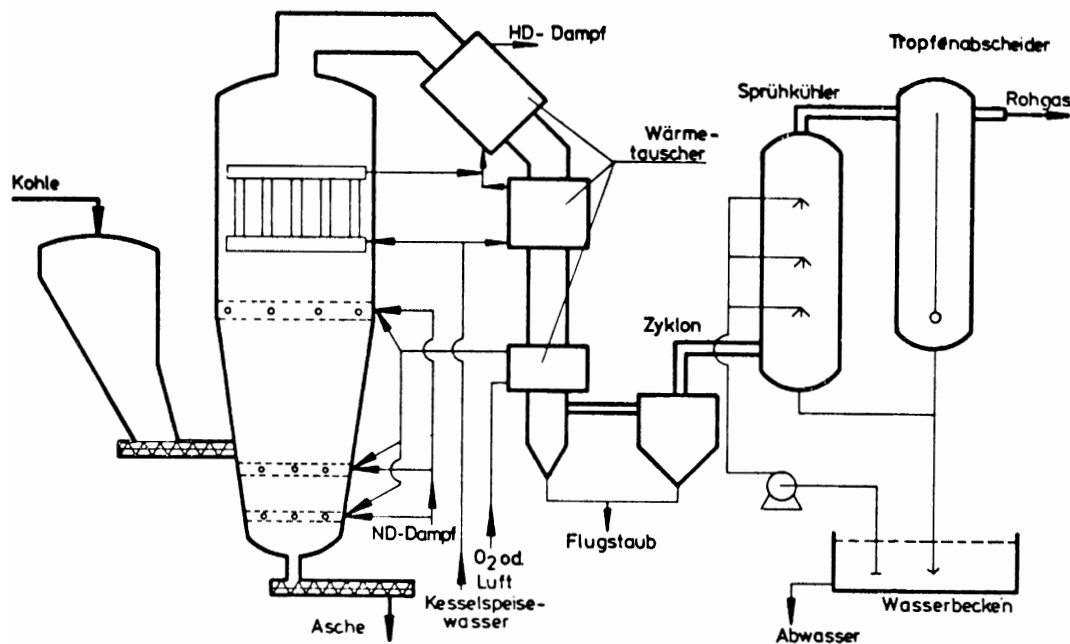 HD-Dampf
Tropfenabscheider
Sprühkühler
Rohgas
Wärme-
tauscher
Kohle
Zyklon
ND-Dampf
O2 od.
Luft
Kesselspeise-
wasser
Flugstaub
Asche
Wasserbecken
Abwasser